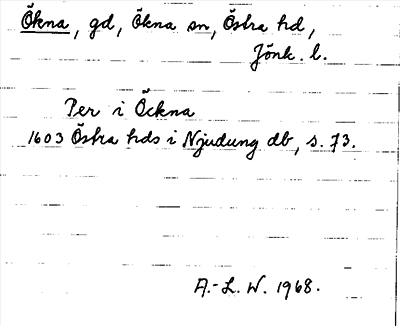 Ökna, gd, Ökna sn, Östra hd,
Jönk. l.
Per i Öckna
1603 Östra hds i Njudung db, s. 73.
A.-L. W. 1968.